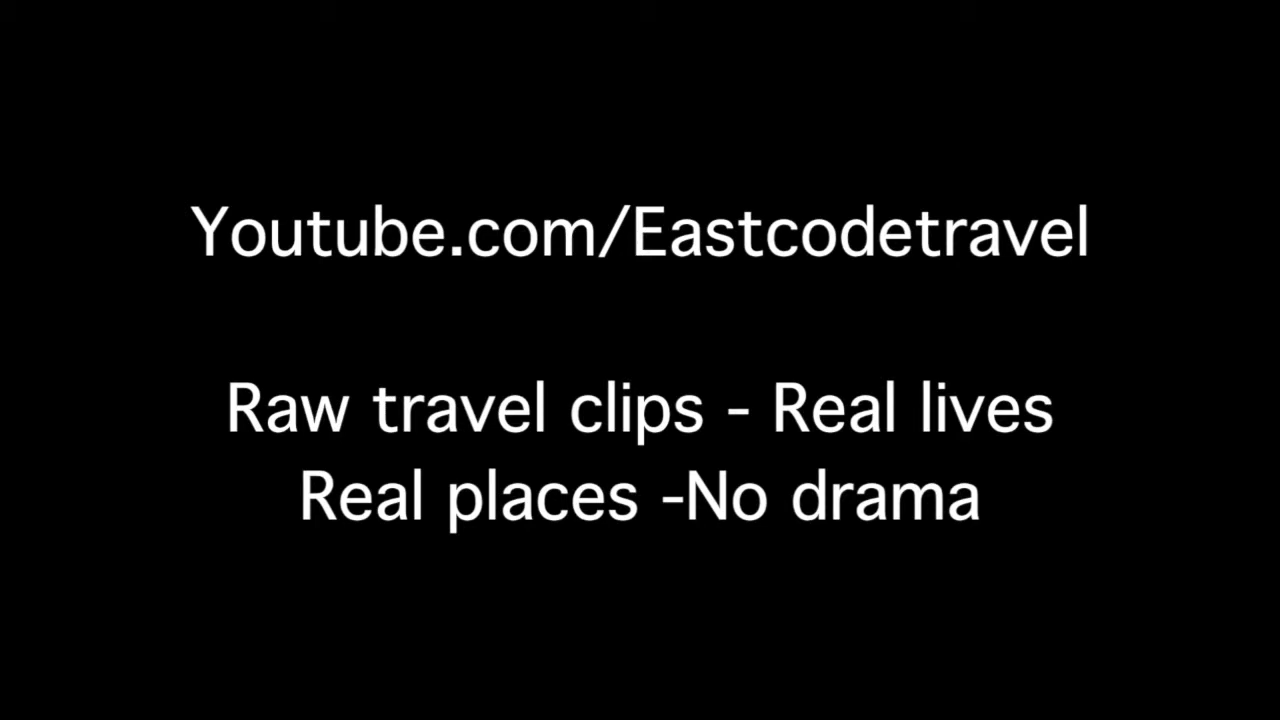 Youtube.com/Eastcodetravel
Raw travel clips - Real lives
Real places -No drama